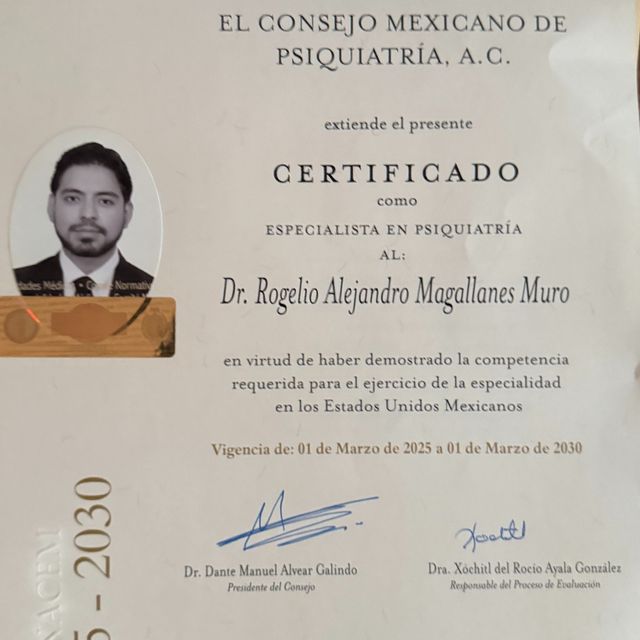 EL CONSEJO MEXICANO DE
PSIQUIATRÍA, A.C.
extiende el presente
CERTIFICADO
como
ESPECIALISTA EN PSIQUIATRÍA
AL:
Dr. Rogelio Alejandro Magallanes Muro
en virtud de haber demostrado la competencia
requerida para el ejercicio de la especialidad
en los Estados Unidos Mexicanos
Vigencia de: 01 de Marzo de 2025 a 01 de Marzo de 2030
Xochitl
Dr. Dante Manuel Alvear Galindo
Presidente del Consejo
Dra. Xóchitl del Rocío Ayala González
Responsable del Proceso de Evaluación
5 - 2030